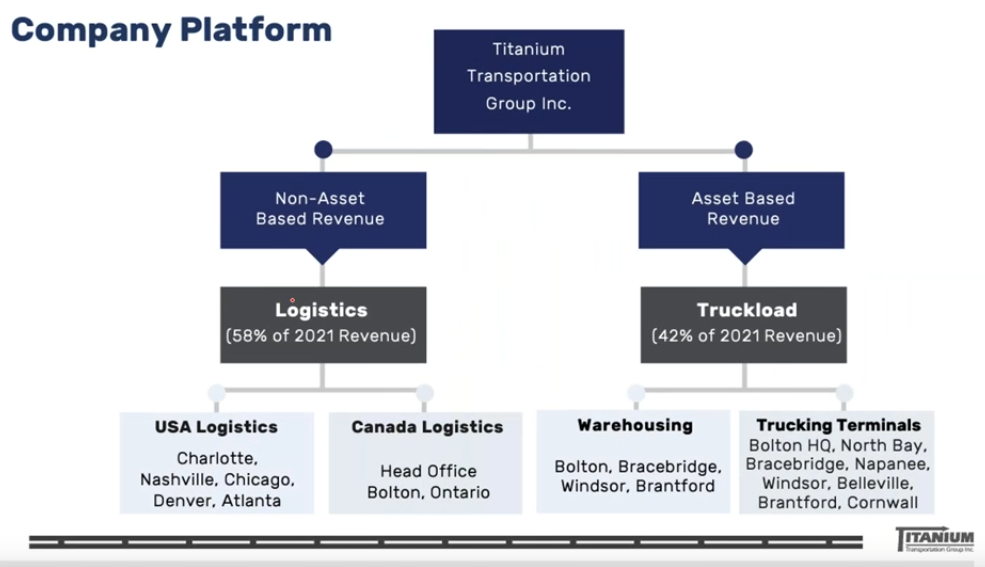 Company Platform
Titanium
Transportation
Group Inc.
Non-Asset
Based Revenue
Asset Based
Revenue
Logistics
(58% of 2021 Revenue)
Truckload
(42% of 2021 Revenue)
USA Logistics
Charlotte,
Nashville, Chicago,
Denver, Atlanta
Canada Logistics
Head Office
Bolton, Ontario
Warehousing
Bolton, Bracebridge,
Windsor, Brantford
Trucking Terminals
Bolton HQ, North Bay,
Bracebridge, Napanee,
Windsor, Belleville,
Brantford, Cornwall
TITANIUM
Transportation Group Inc